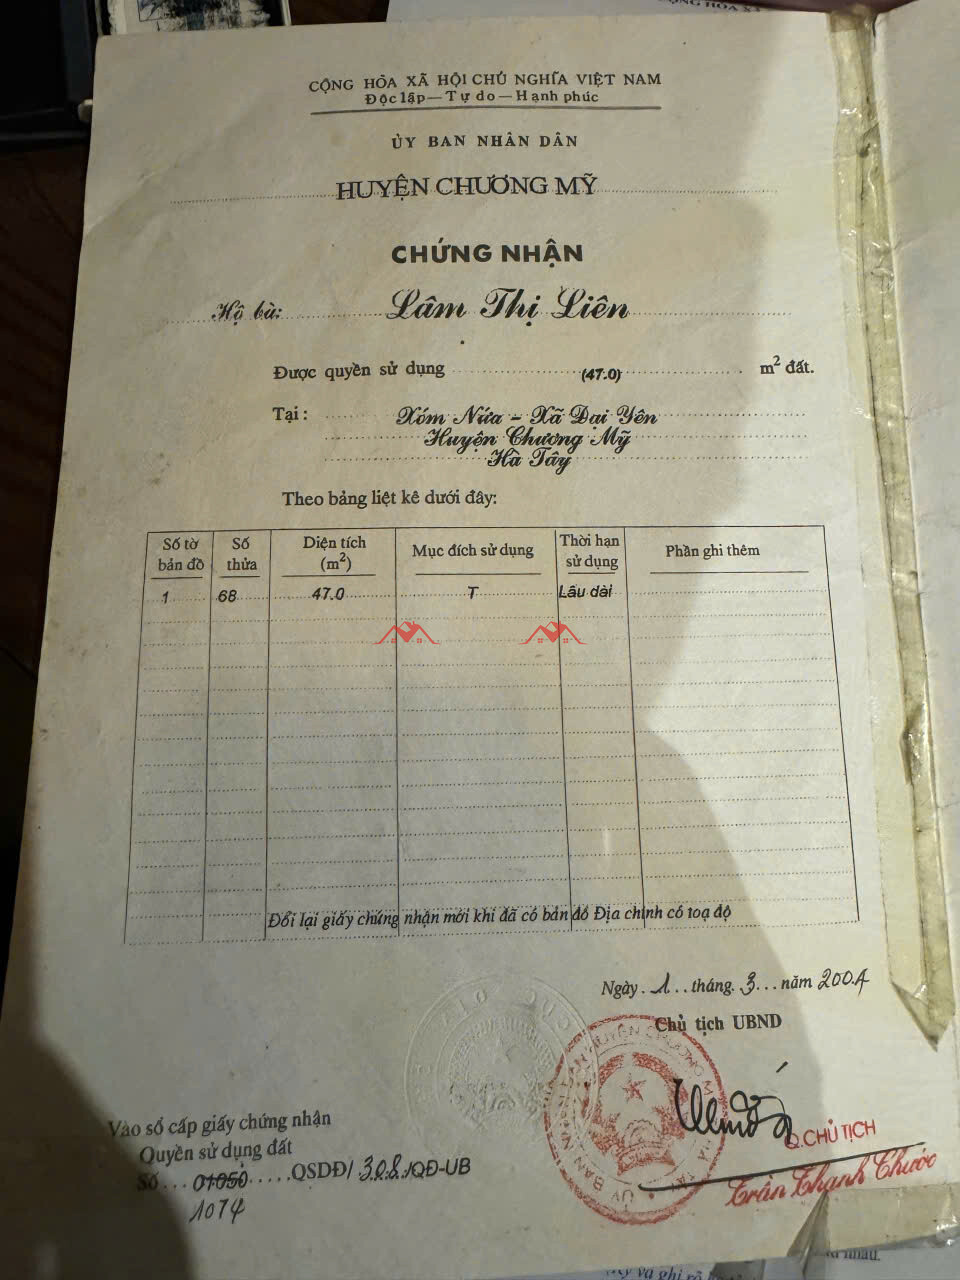 CỘNG HÒA XÃ HỘI CHỦ NGHĨA VIỆT NAM
Độc lập—Tự do—Hạnh phúc
ỦY BAN NHÂN DÂN
HUYỆN CHƯƠNG MỸ
CHỨNG NHẬN
Hộ bà: Lâm Thị Liên
Được quyền sử dụng (47.0) m² đất.
Tại: Xóm Nứa - Xã Đại Yên
Huyện Chương Mỹ
Hà Tây
Theo bảng liệt kê dưới đây:
Số tờ bản đồ Số thửa Diện tích (m²) Mục đích sử dụng Thời hạn sử dụng Phần ghi thêm
1 68 47.0 T Lâu dài
Đổi lại giấy chứng nhận mới khi đã có bản đồ Địa chính có toạ độ
Ngày 1 tháng 3 năm 2004
Chủ tịch UBND
Q.CHỦ TỊCH
Trần Thanh Thước
Vào sổ cấp giấy chứng nhận
Quyền sử dụng đất
Số 01050 QSDĐ/308/QĐ-UB
1074